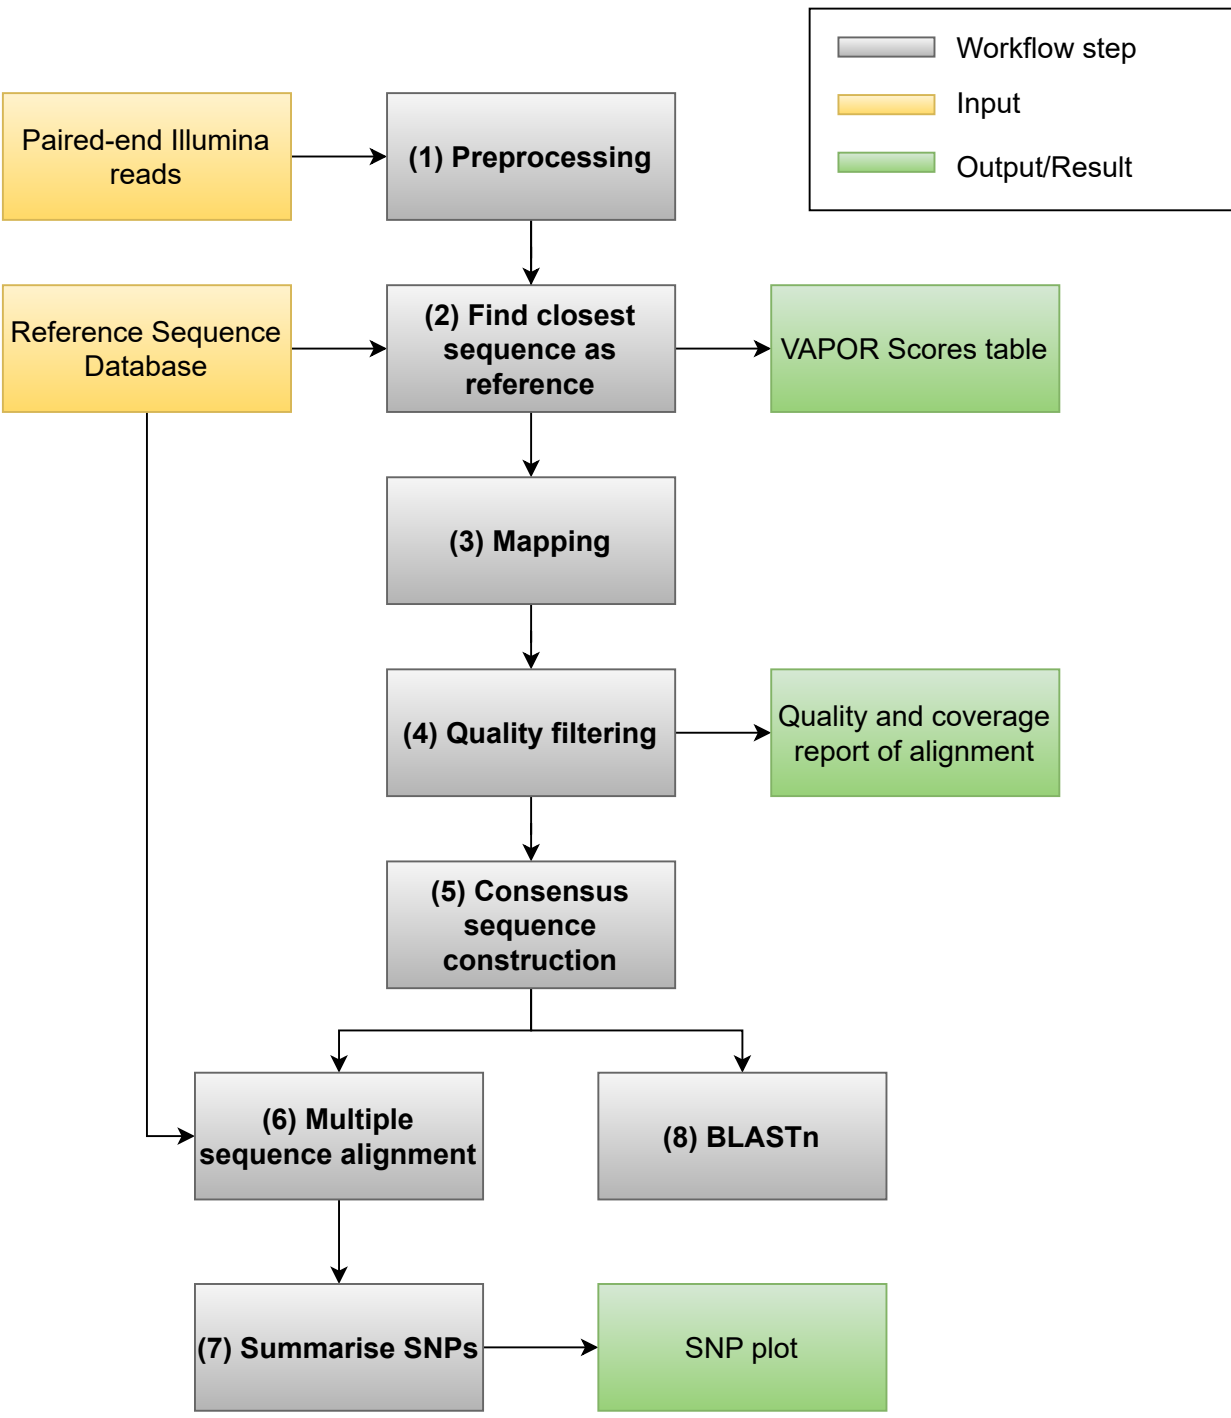 Workflow step
Input
Output/Result
Paired-end Illumina
reads
(1) Preprocessing
Reference Sequence
Database
(2) Find closest
sequence as
reference
VAPOR Scores table
(3) Mapping
(4) Quality filtering
Quality and coverage
report of alignment
(5) Consensus
sequence
construction
(6) Multiple
sequence alignment
(8) BLASTn
(7) Summarise SNPs
SNP plot